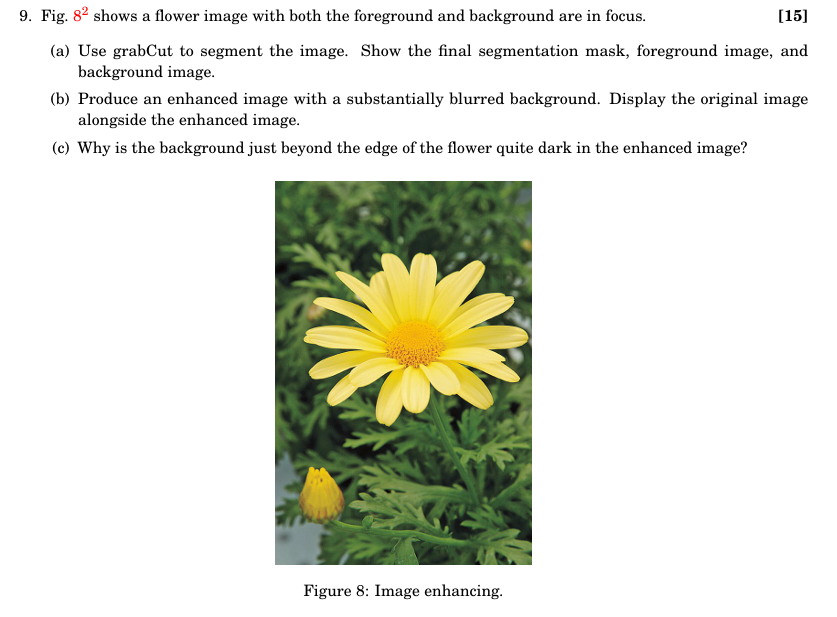 9. Fig. 8² shows a flower image with both the foreground and background are in focus. [15]
(a) Use grabCut to segment the image. Show the final segmentation mask, foreground image, and
background image.
(b) Produce an enhanced image with a substantially blurred background. Display the original image
alongside the enhanced image.
(c) Why is the background just beyond the edge of the flower quite dark in the enhanced image?
Figure 8: Image enhancing.